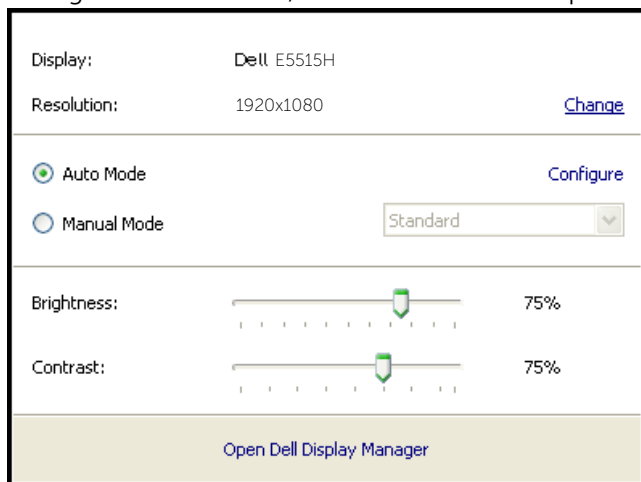 Display: Dell E5515H
Resolution: 1920x1080 Change
Auto Mode Configure
Manual Mode Standard
Brightness: 75%
Contrast: 75%
Open Dell Display Manager